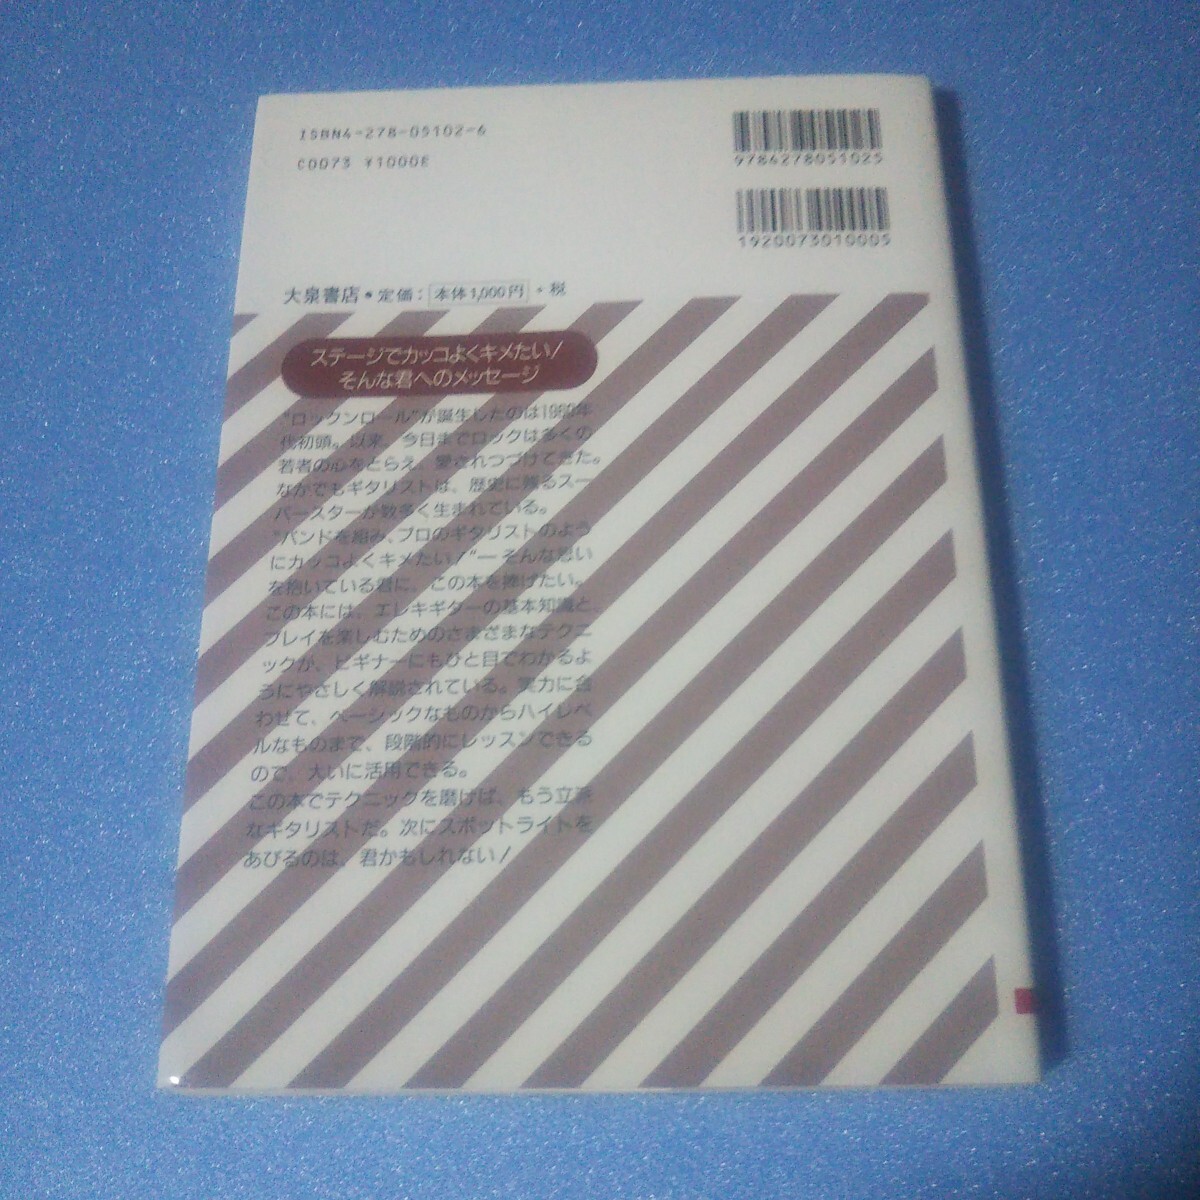 ISBN4-278-05102-6
C0073 ¥1000E
9784278051025
1920073010005
大泉書店・定価：本体1,000円+税
ステージでカッコよくキメたい！
そんな君へのメッセージ
"ロックンロール"が誕生したのは
代初頭。以来、今日までロックは多くの
若者の心をとらえ、愛されつづけてきた。
なかでもギタリストは、歴史に残るスー
パースターが数多く生まれている。
"バンドを組み、プロのギタリストのよう
にカッコよくキメたい！"―そんな思い
を抱いている君に、この本を捧げたい。
この本には、エレキギターの基本知識と、
プレイを楽しむためのさまざまなテクニ
ックが、ビギナーにもひと目でわかるよ
うにやさしく解説されている。実力に合
わせて、ベーシックなものからハイレベ
ルなものまで、段階的にレッスンできる
ので、大いに活用できる。
この本でテクニックを磨けば、もう立派
なギタリストだ。次にスポットライトを
あびるのは、君かもしれない！